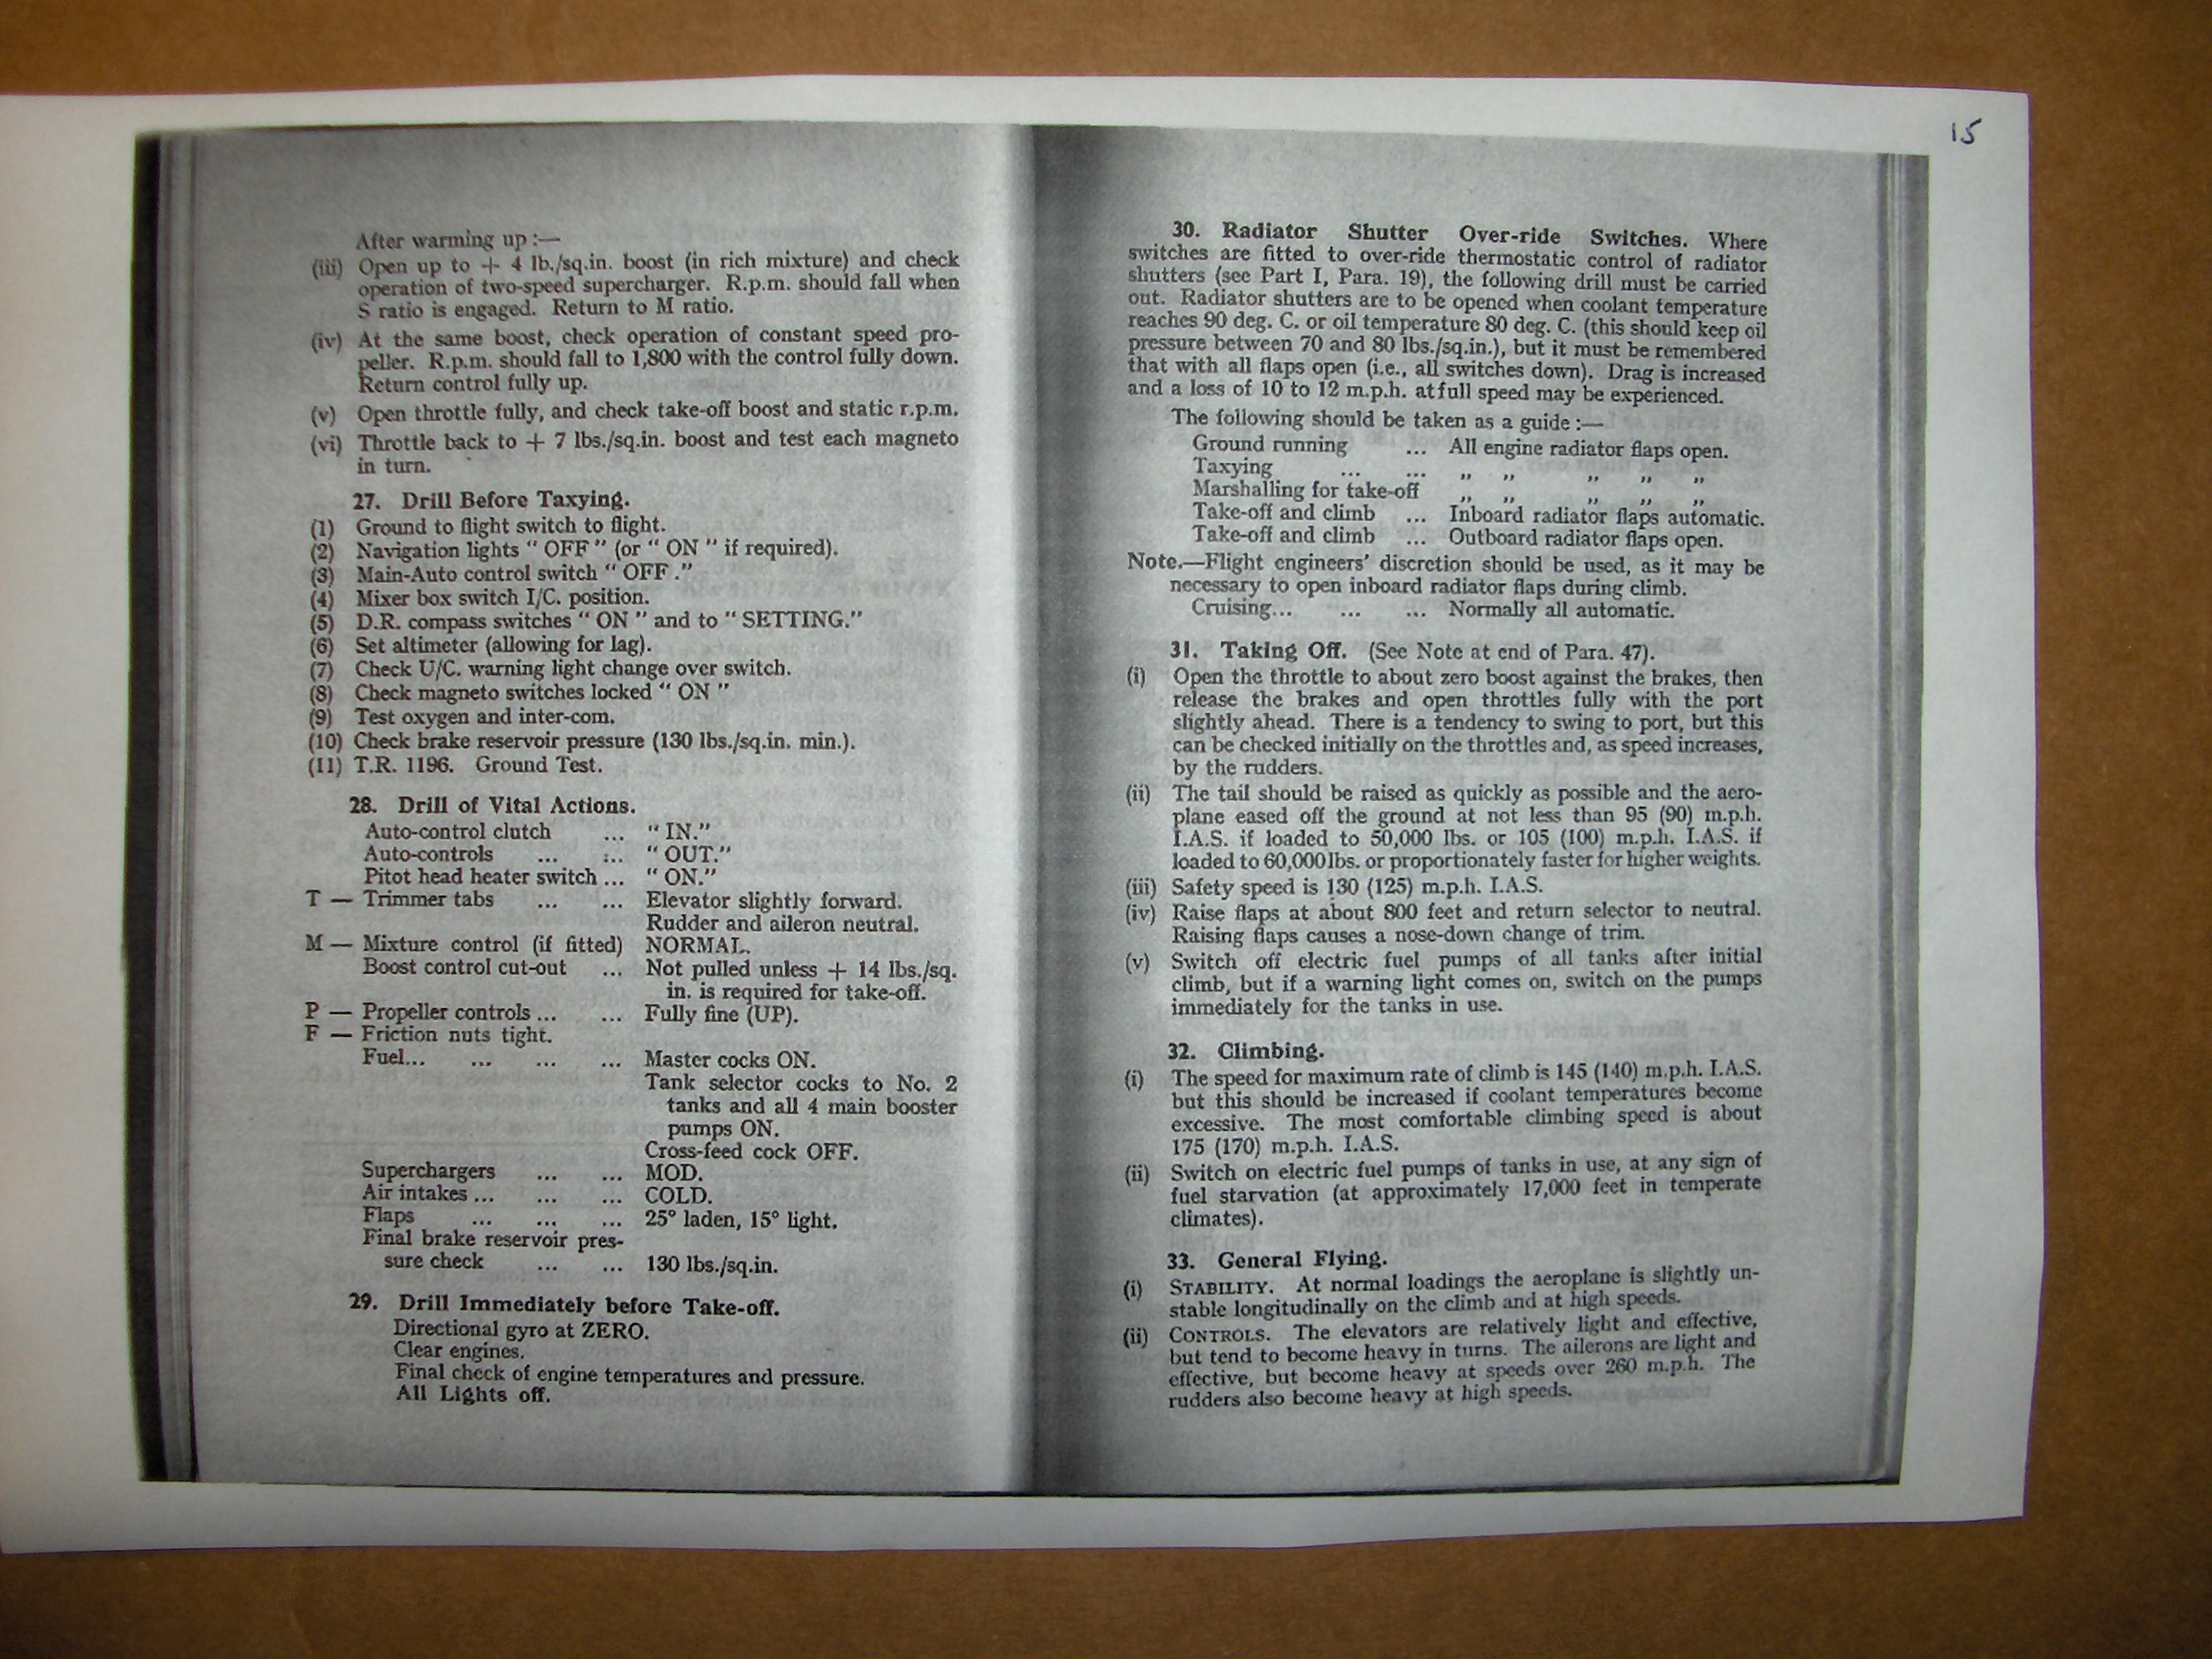 15
After warming up :—
(iii) Open up to + 4 lb./sq.in. boost (in rich mixture) and check
operation of two-speed supercharger. R.p.m. should fall when
S ratio is engaged. Return to M ratio.
(iv) At the same boost, check operation of constant speed pro-
peller. R.p.m. should fall to 1,800 with the control fully down.
Return control fully up.
(v) Open throttle fully, and check take-off boost and static r.p.m.
(vi) Throttle back to + 7 lbs./sq.in. boost and test each magneto
in turn.
27. Drill Before Taxying.
(1) Ground to flight switch to flight.
(2) Navigation lights “ OFF ” (or “ ON ” if required).
(3) Main-Auto control switch “ OFF .”
(4) Mixer box switch I/C. position.
(5) D.R. compass switches “ ON ” and to “ SETTING.”
(6) Set altimeter (allowing for lag).
(7) Check U/C. warning light change over switch.
(8) Check magneto switches locked “ ON ”
(9) Test oxygen and inter-com.
(10) Check brake reservoir pressure (130 lbs./sq.in. min.).
(11) T.R. 1196. Ground Test.
28. Drill of Vital Actions.
Auto-control clutch ... “ IN.”
Auto-controls ... ... “ OUT.”
Pitot head heater switch ... “ ON.”
T — Trimmer tabs ... ... Elevator slightly forward.
Rudder and aileron neutral.
M — Mixture control (if fitted) NORMAL.
Boost control cut-out ... Not pulled unless + 14 lbs./sq.
in. is required for take-off.
P — Propeller controls ... ... Fully fine (UP).
F — Friction nuts tight.
Fuel... ... ... ... Master cocks ON.
Tank selector cocks to No. 2
tanks and all 4 main booster
pumps ON.
Cross-feed cock OFF.
Superchargers ... ... MOD.
Air intakes ... ... ... COLD.
Flaps ... ... ... 25° laden, 15° light.
Final brake reservoir pres-
sure check ... ... 130 lbs./sq.in.
29. Drill Immediately before Take-off.
Directional gyro at ZERO.
Clear engines.
Final check of engine temperatures and pressure.
All Lights off.
30. Radiator Shutter Over-ride Switches. Where
switches are fitted to over-ride thermostatic control of radiator
shutters (see Part I, Para. 19), the following drill must be carried
out. Radiator shutters are to be opened when coolant temperature
reaches 90 deg. C. or oil temperature 80 deg. C. (this should keep oil
pressure between 70 and 80 lbs./sq.in.), but it must be remembered
that with all flaps open (i.e., all switches down). Drag is increased
and a loss of 10 to 12 m.p.h. at full speed may be experienced.
The following should be taken as a guide :—
Ground running ... All engine radiator flaps open.
Taxying ... ... ” ” ” ” ”
Marshalling for take-off ” ” ” ” ”
Take-off and climb ... Inboard radiator flaps automatic.
Take-off and climb ... Outboard radiator flaps open.
Note.—Flight engineers’ discretion should be used, as it may be
necessary to open inboard radiator flaps during climb.
Cruising... ... ... Normally all automatic.
31. Taking Off. (See Note at end of Para. 47).
(i) Open the throttle to about zero boost against the brakes, then
release the brakes and open throttles fully with the port
slightly ahead. There is a tendency to swing to port, but this
can be checked initially on the throttles and, as speed increases,
by the rudders.
(ii) The tail should be raised as quickly as possible and the aero-
plane eased off the ground at not less than 95 (90) m.p.h.
I.A.S. if loaded to 50,000 lbs. or 105 (100) m.p.h. I.A.S. if
loaded to 60,000 lbs. or proportionately faster for higher weights.
(iii) Safety speed is 130 (125) m.p.h. I.A.S.
(iv) Raise flaps at about 800 feet and return selector to neutral.
Raising flaps causes a nose-down change of trim.
(v) Switch off electric fuel pumps of all tanks after initial
climb, but if a warning light comes on, switch on the pumps
immediately for the tanks in use.
32. Climbing.
(i) The speed for maximum rate of climb is 145 (140) m.p.h. I.A.S.
but this should be increased if coolant temperatures become
excessive. The most comfortable climbing speed is about
175 (170) m.p.h. I.A.S.
(ii) Switch on electric fuel pumps of tanks in use, at any sign of
fuel starvation (at approximately 17,000 feet in temperate
climates).
33. General Flying.
(i) STABILITY. At normal loadings the aeroplane is slightly un-
stable longitudinally on the climb and at high speeds.
(ii) CONTROLS. The elevators are relatively light and effective,
but tend to become heavy in turns. The ailerons are light and
effective, but become heavy at speeds over 260 m.p.h. The
rudders also become heavy at high speeds.